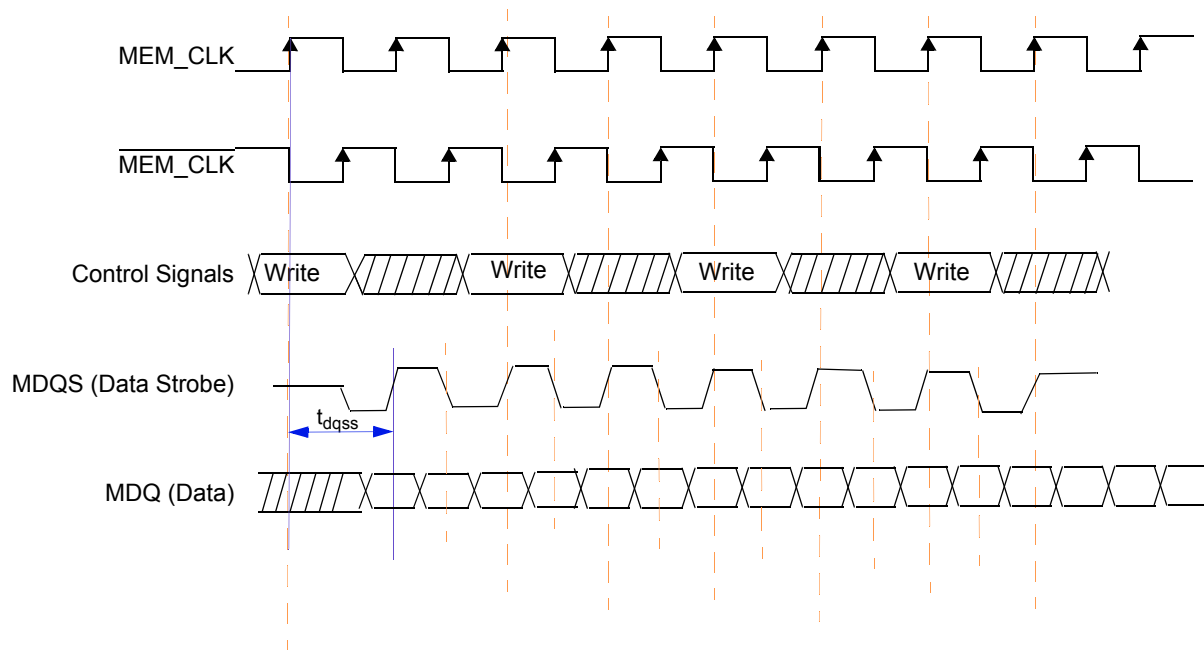 MEM_CLK
MEM_CLK
Control Signals Write Write Write Write
MDQS (Data Strobe)
tdqss
MDQ (Data)